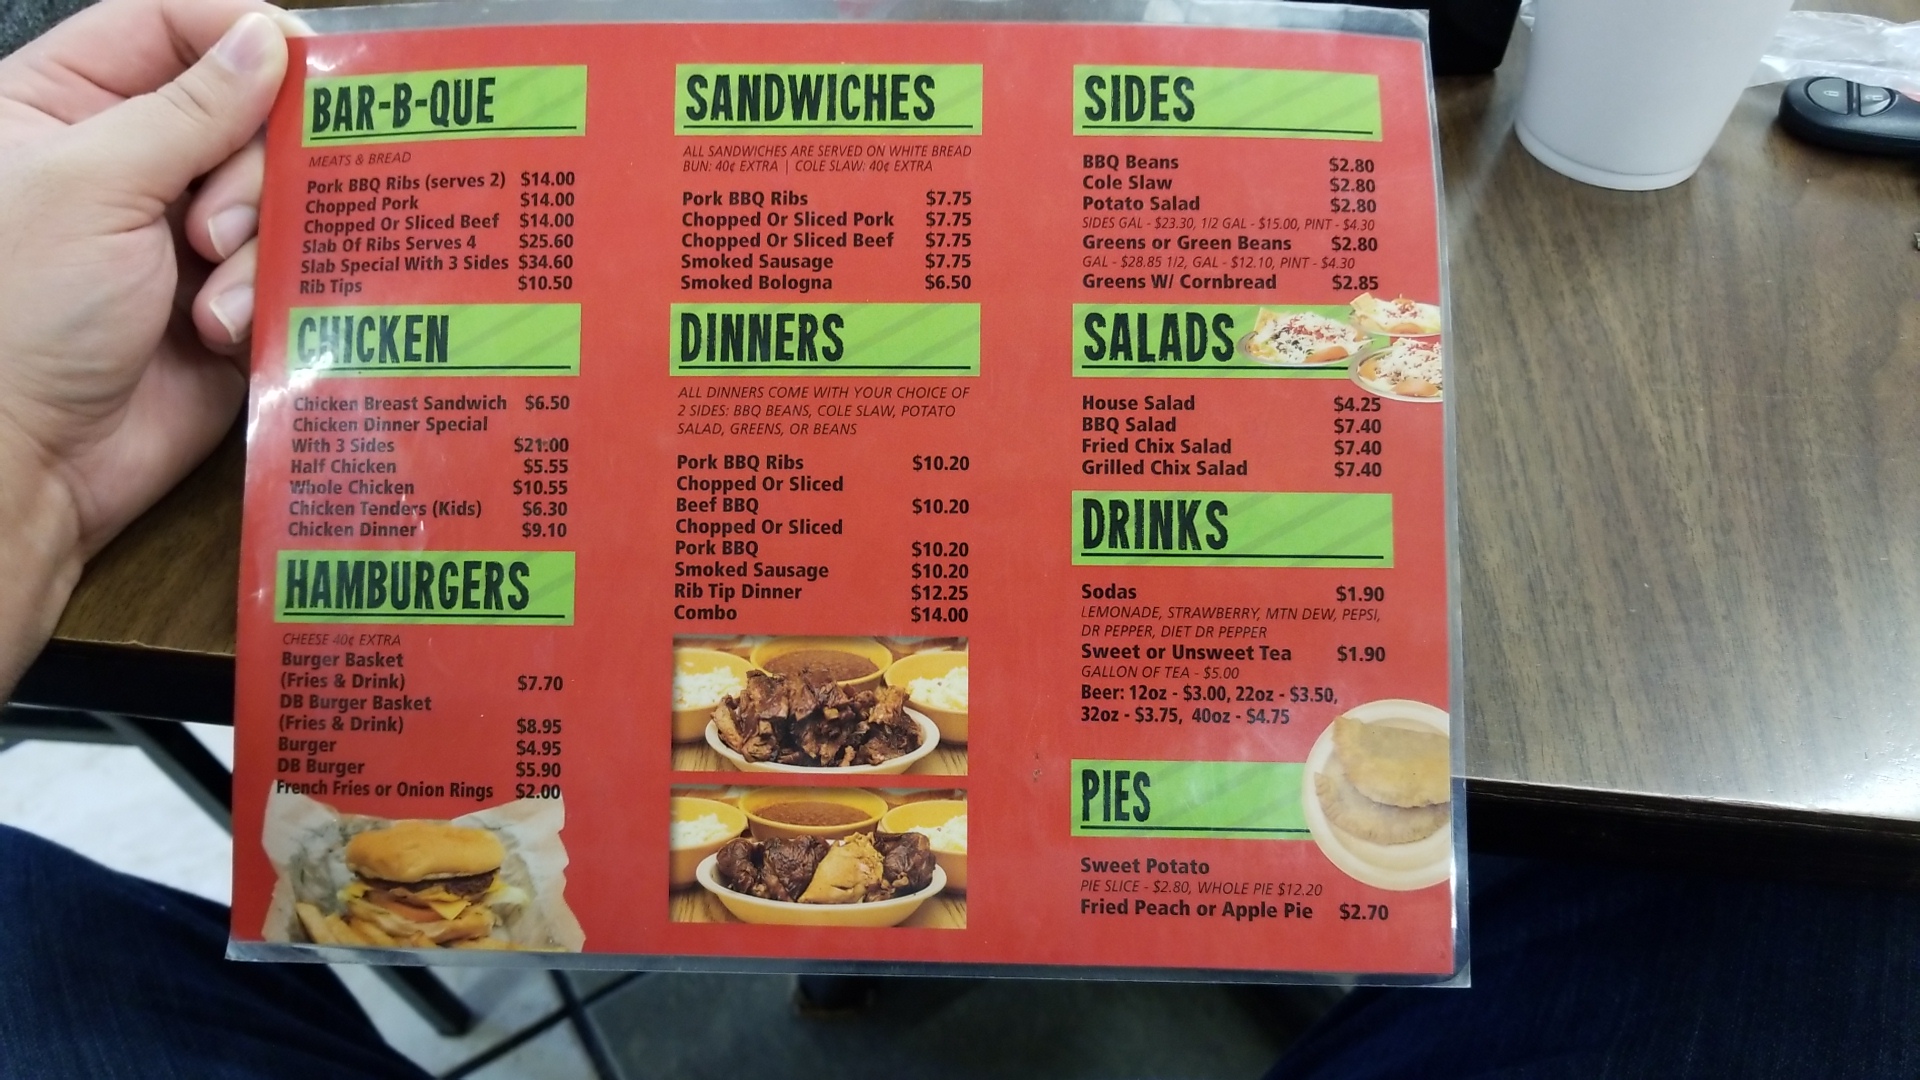 BAR-B-QUE
MEATS & BREAD
Pork BBQ Ribs (serves 2) $14.00
Chopped Pork $14.00
Chopped Or Sliced Beef $14.00
Slab Of Ribs Serves 4 $25.60
Slab Special With 3 Sides $34.60
Rib Tips $10.50
CHICKEN
Chicken Breast Sandwich $6.50
Chicken Dinner Special
With 3 Sides $21.00
Half Chicken $5.55
Whole Chicken $10.55
Chicken Tenders (Kids) $6.30
Chicken Dinner $9.10
HAMBURGERS
CHEESE 40¢ EXTRA
Burger Basket
(Fries & Drink) $7.70
DB Burger Basket
(Fries & Drink) $8.95
Burger $4.95
DB Burger $5.90
French Fries or Onion Rings $2.00
SANDWICHES
ALL SANDWICHES ARE SERVED ON WHITE BREAD
BUN: 40¢ EXTRA | COLE SLAW: 40¢ EXTRA
Pork BBQ Ribs $7.75
Chopped Or Sliced Pork $7.75
Chopped Or Sliced Beef $7.75
Smoked Sausage $7.75
Smoked Bologna $6.50
DINNERS
ALL DINNERS COME WITH YOUR CHOICE OF
2 SIDES: BBQ BEANS, COLE SLAW, POTATO
SALAD, GREENS, OR BEANS
Pork BBQ Ribs $10.20
Chopped Or Sliced
Beef BBQ $10.20
Chopped Or Sliced
Pork BBQ $10.20
Smoked Sausage $10.20
Rib Tip Dinner $12.25
Combo $14.00
SIDES
BBQ Beans $2.80
Cole Slaw $2.80
Potato Salad $2.80
SIDES GAL - $23.30, 1/2 GAL - $15.00, PINT - $4.30
Greens or Green Beans $2.80
GAL - $28.85 1/2, GAL - $12.10, PINT - $4.30
Greens W/ Cornbread $2.85
SALADS
House Salad $4.25
BBQ Salad $7.40
Fried Chix Salad $7.40
Grilled Chix Salad $7.40
DRINKS
Sodas $1.90
LEMONADE, STRAWBERRY, MTN DEW, PEPSI,
DR PEPPER, DIET DR PEPPER
Sweet or Unsweet Tea $1.90
GALLON OF TEA - $5.00
Beer: 12oz - $3.00, 22oz - $3.50,
32oz - $3.75, 40oz - $4.75
PIES
Sweet Potato
PIE SLICE - $2.80, WHOLE PIE $12.20
Fried Peach or Apple Pie $2.70